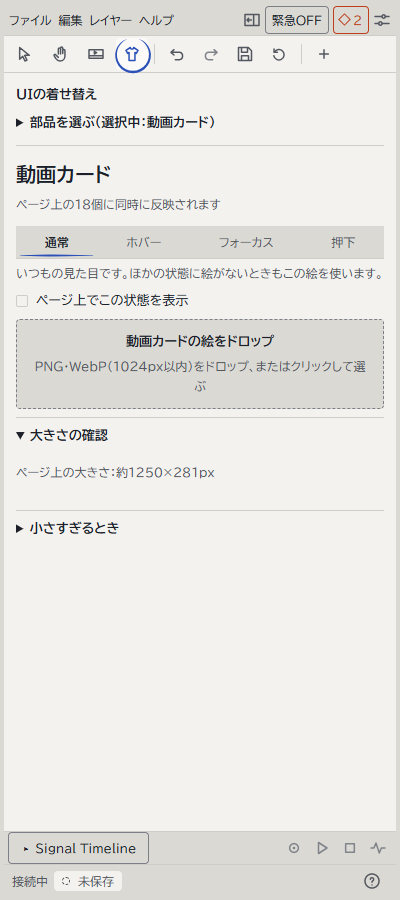 ファイル 編集 レイヤー ヘルプ 緊急OFF 2
UIの着せ替え
▶ 部品を選ぶ(選択中:動画カード)
動画カード
ページ上の18個に同時に反映されます
通常 ホバー フォーカス 押下
いつもの見た目です。ほかの状態に絵がないときもこの絵を使います。
ページ上でこの状態を表示
動画カードの絵をドロップ
PNG・WebP(1024px以内)をドロップ、またはクリックして選
ぶ
▼ 大きさの確認
ページ上の大きさ:約1250×281px
▶ 小さすぎるとき
▸ Signal Timeline
接続中 未保存